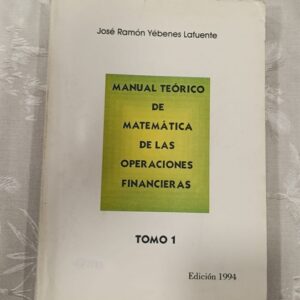 José Ramón Yébenes Lafuente
MANUAL TEÓRICO
DE
MATEMÁTICA
DE LAS
OPERACIONES
FINANCIERAS
TOMO 1
Edición 1994